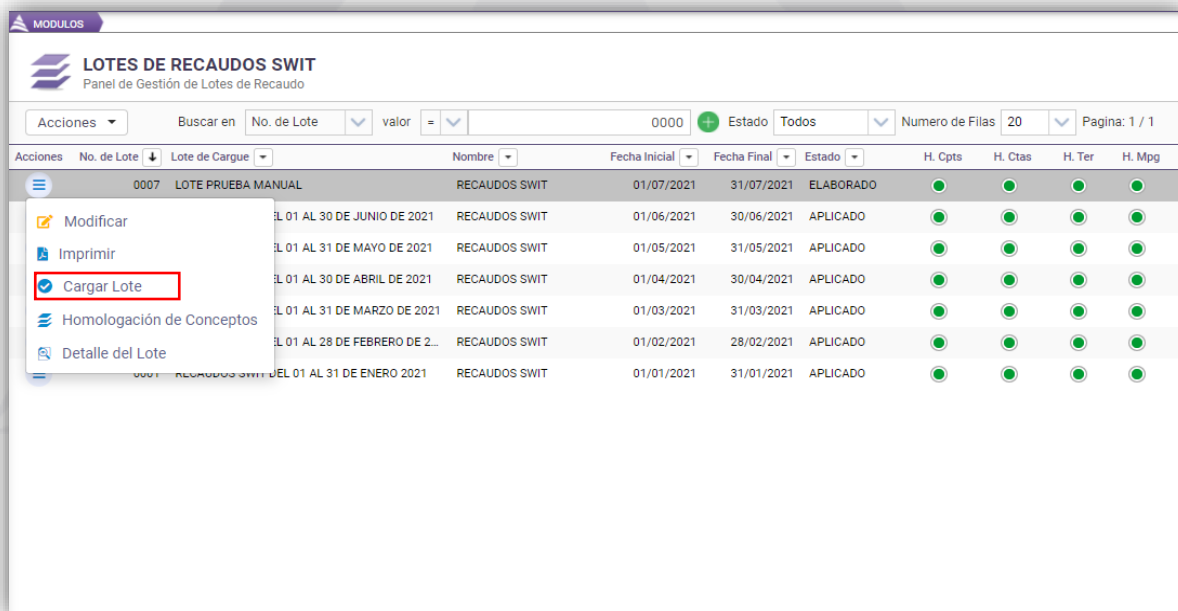 MODULOS
LOTES DE RECAUDOS SWIT
Panel de Gestión de Lotes de Recaudo
Acciones Buscar en No. de Lote valor = 0000 Estado Todos Numero de Filas 20 Pagina: 1 / 1
Acciones No. de Lote Lote de Cargue Nombre Fecha Inicial Fecha Final Estado H. Cpts H. Ctas H. Ter H. Mpg
0007 LOTE PRUEBA MANUAL RECAUDOS SWIT 01/07/2021 31/07/2021 ELABORADO
Modificar
EL 01 AL 30 DE JUNIO DE 2021 RECAUDOS SWIT 01/06/2021 30/06/2021 APLICADO
Imprimir
EL 01 AL 31 DE MAYO DE 2021 RECAUDOS SWIT 01/05/2021 31/05/2021 APLICADO
Cargar Lote
EL 01 AL 30 DE ABRIL DE 2021 RECAUDOS SWIT 01/04/2021 30/04/2021 APLICADO
Homologación de Conceptos
EL 01 AL 31 DE MARZO DE 2021 RECAUDOS SWIT 01/03/2021 31/03/2021 APLICADO
Detalle del Lote
EL 01 AL 28 DE FEBRERO DE 2... RECAUDOS SWIT 01/02/2021 28/02/2021 APLICADO
0001 RECAUDOS SWIT DEL 01 AL 31 DE ENERO 2021 RECAUDOS SWIT 01/01/2021 31/01/2021 APLICADO